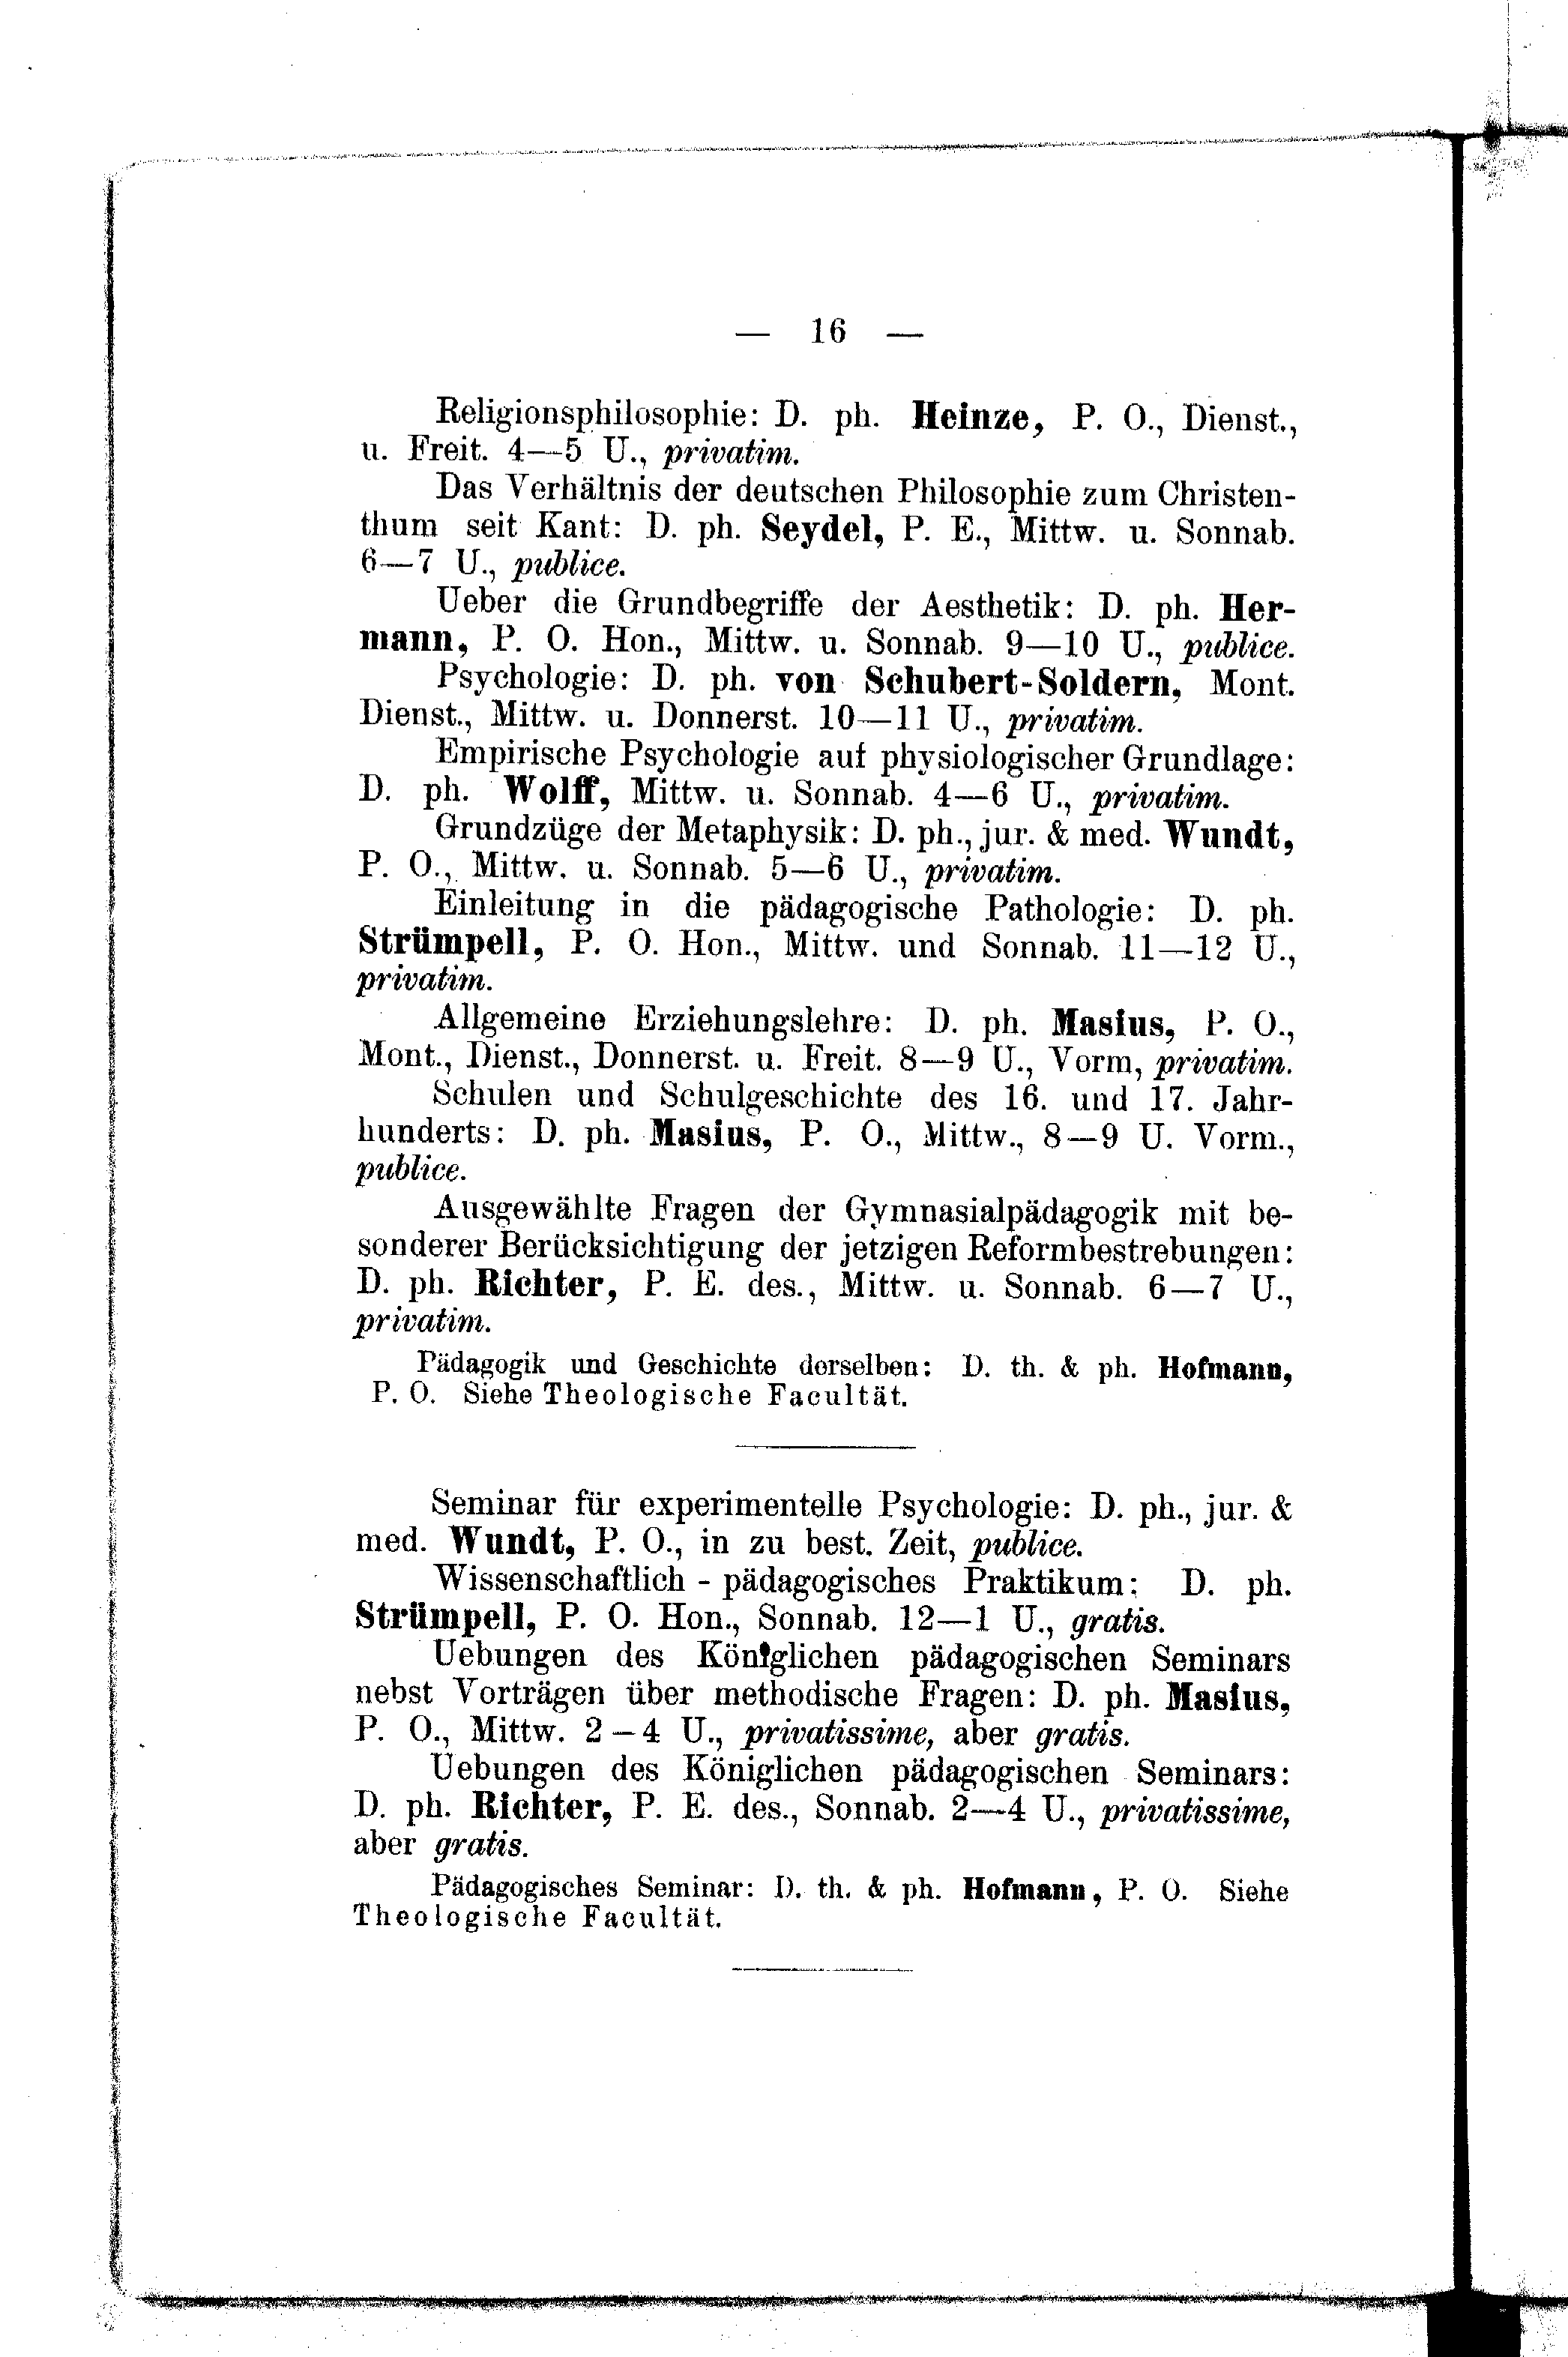 — 16 —
Religionsphilosophie: D. ph. Heinze, P. O., Dienst.,
u. Freit. 4—5 U., privatim.
Das Verhältnis der deutschen Philosophie zum Christen-
thum seit Kant: D. ph. Seydel, P. E., Mittw. u. Sonnab.
6—7 U., publice.
Ueber die Grundbegriffe der Aesthetik: D. ph. Her-
mann, P. O. Hon., Mittw. u. Sonnab. 9—10 U., publice.
Psychologie: D. ph. von Schubert-Soldern, Mont.
Dienst., Mittw. u. Donnerst. 10—11 U., privatim.
Empirische Psychologie auf physiologischer Grundlage:
D. ph. Wolff, Mittw. u. Sonnab. 4—6 U., privatim.
Grundzüge der Metaphysik: D. ph., jur. & med. Wundt,
P. O., Mittw. u. Sonnab. 5—6 U., privatim.
Einleitung in die pädagogische Pathologie: D. ph.
Strümpell, P. O. Hon., Mittw. und Sonnab. 11—12 U.,
privatim.
Allgemeine Erziehungslehre: D. ph. Masius, P. O.,
Mont., Dienst., Donnerst. u. Freit. 8—9 U., Vorm, privatim.
Schulen und Schulgeschichte des 16. und 17. Jahr-
hunderts: D. ph. Masius, P. O., Mittw., 8—9 U. Vorm.,
publice.
Ausgewählte Fragen der Gymnasialpädagogik mit be-
sonderer Berücksichtigung der jetzigen Reformbestrebungen:
D. ph. Richter, P. E. des., Mittw. u. Sonnab. 6—7 U.,
privatim.
Pädagogik und Geschichte derselben: D. th. & ph. Hofmann,
P. O. Siehe Theologische Facultät.
Seminar für experimentelle Psychologie: D. ph., jur. &
med. Wundt, P. O., in zu best. Zeit, publice.
Wissenschaftlich - pädagogisches Praktikum: D. ph.
Strümpell, P. O. Hon., Sonnab. 12—1 U., gratis.
Uebungen des Königlichen pädagogischen Seminars
nebst Vorträgen über methodische Fragen: D. ph. Masius,
P. O., Mittw. 2—4 U., privatissime, aber gratis.
Uebungen des Königlichen pädagogischen Seminars:
D. ph. Richter, P. E. des., Sonnab. 2—4 U., privatissime,
aber gratis.
Pädagogisches Seminar: D. th. & ph. Hofmann, P. O. Siehe
Theologische Facultät.